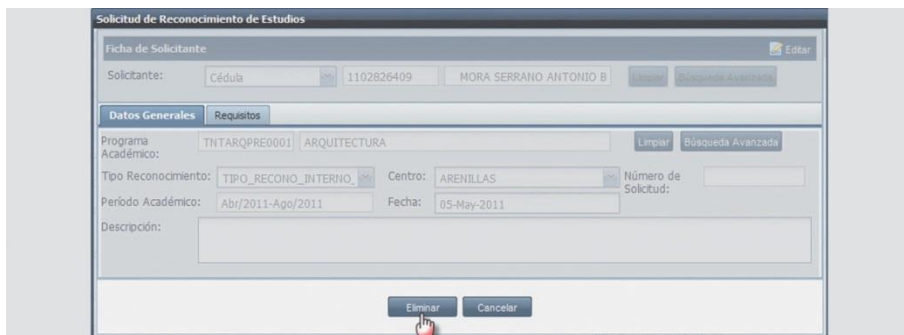 Solicitud de Reconocimiento de Estudios
Ficha de Solicitante Editar
Solicitante: Cédula 1102826409 MORA SERRANO ANTONIO B Limpiar Búsqueda Avanzada
Datos Generales Requisitos
Programa Académico: TNTARQPRE0001 ARQUITECTURA Limpiar Búsqueda Avanzada
Tipo Reconocimiento: TIPO_RECONO_INTERNO_ Centro: ARENILLAS Número de Solicitud:
Período Académico: Abr/2011-Ago/2011 Fecha: 05-May-2011
Descripción:
Eliminar Cancelar